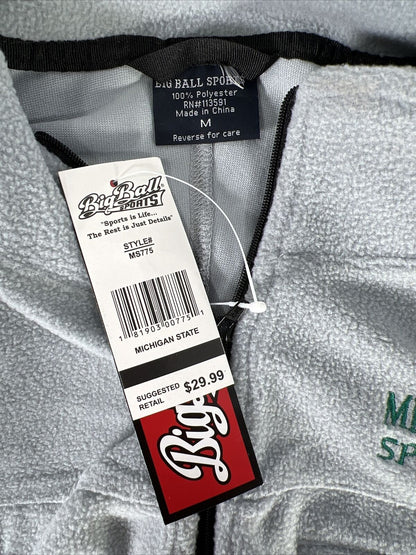 BIG BALL SPORTS
100% Polyester
RN#113591
Made in China
M
Reverse for care
Big Ball
SPORTS
"Sports is Life...
The Rest is Just Details"
STYLE#
MS775
1 81903 00775 1
MICHIGAN STATE
SUGGESTED
RETAIL
$29.99
Big